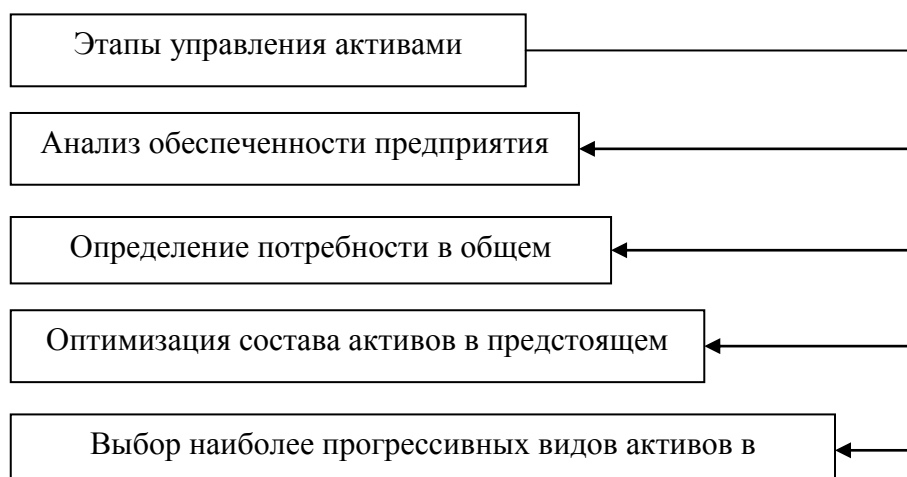 Этапы управления активами
Анализ обеспеченности предприятия
Определение потребности в общем
Оптимизация состава активов в предстоящем
Выбор наиболее прогрессивных видов активов в